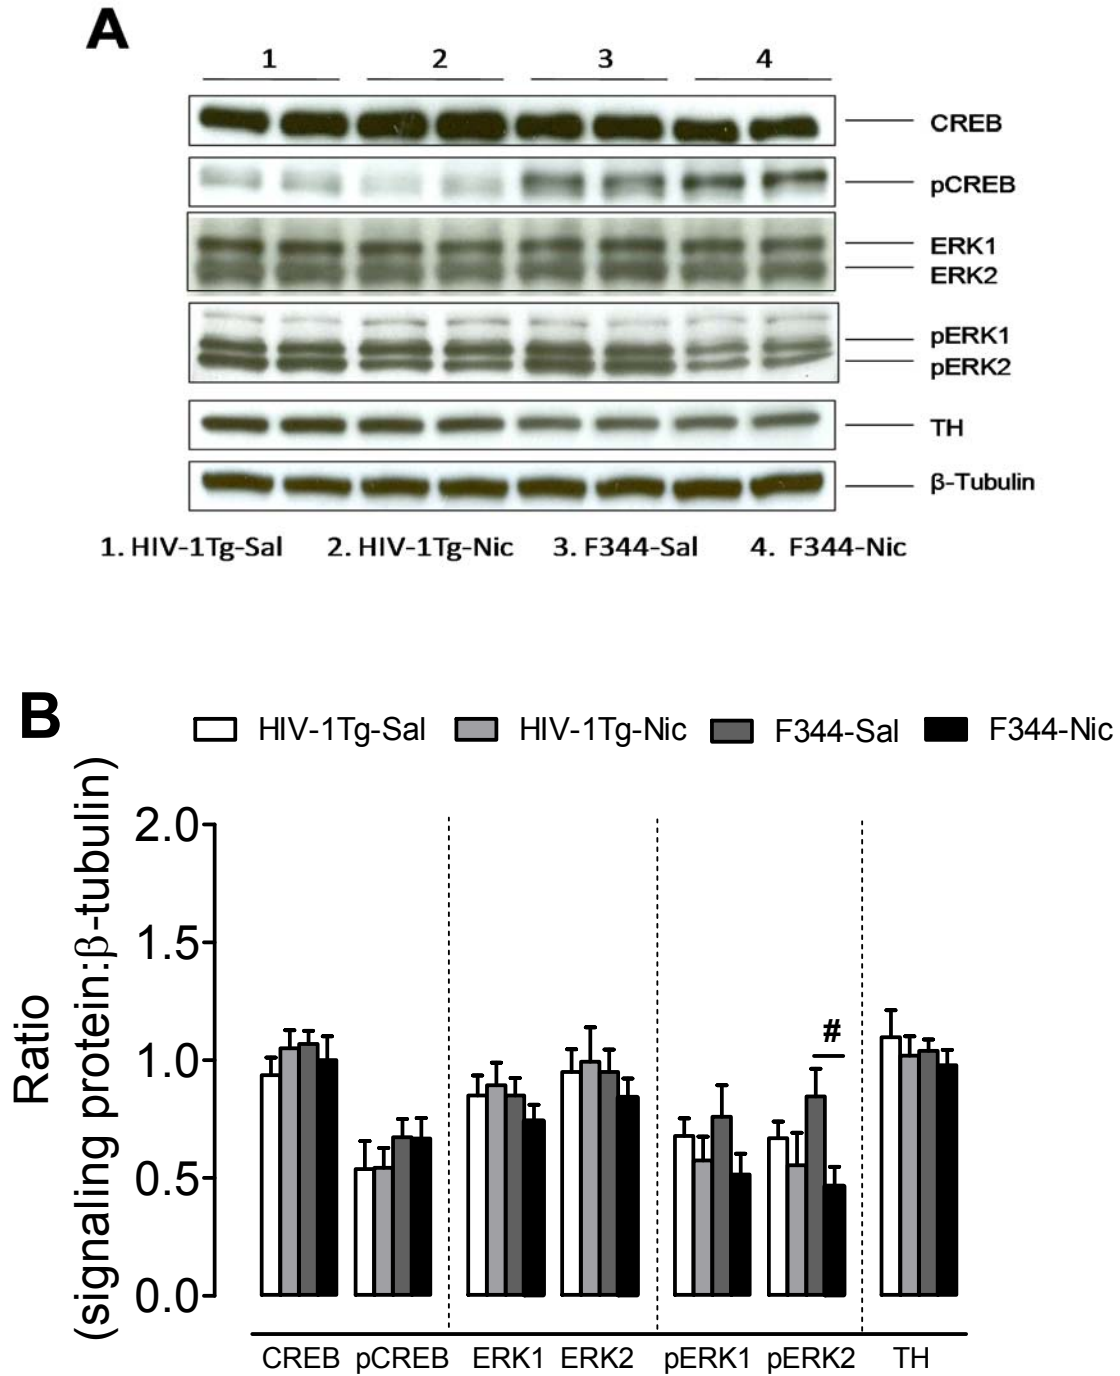 A
1 2 3 4
CREB
pCREB
ERK1
ERK2
pERK1
pERK2
TH
β-Tubulin
1. HIV-1Tg-Sal 2. HIV-1Tg-Nic 3. F344-Sal 4. F344-Nic
B
HIV-1Tg-Sal HIV-1Tg-Nic F344-Sal F344-Nic
Ratio
(signaling protein:β-tubulin)
2.0
1.5
1.0
0.5
0.0
#
CREB pCREB ERK1 ERK2 pERK1 pERK2 TH